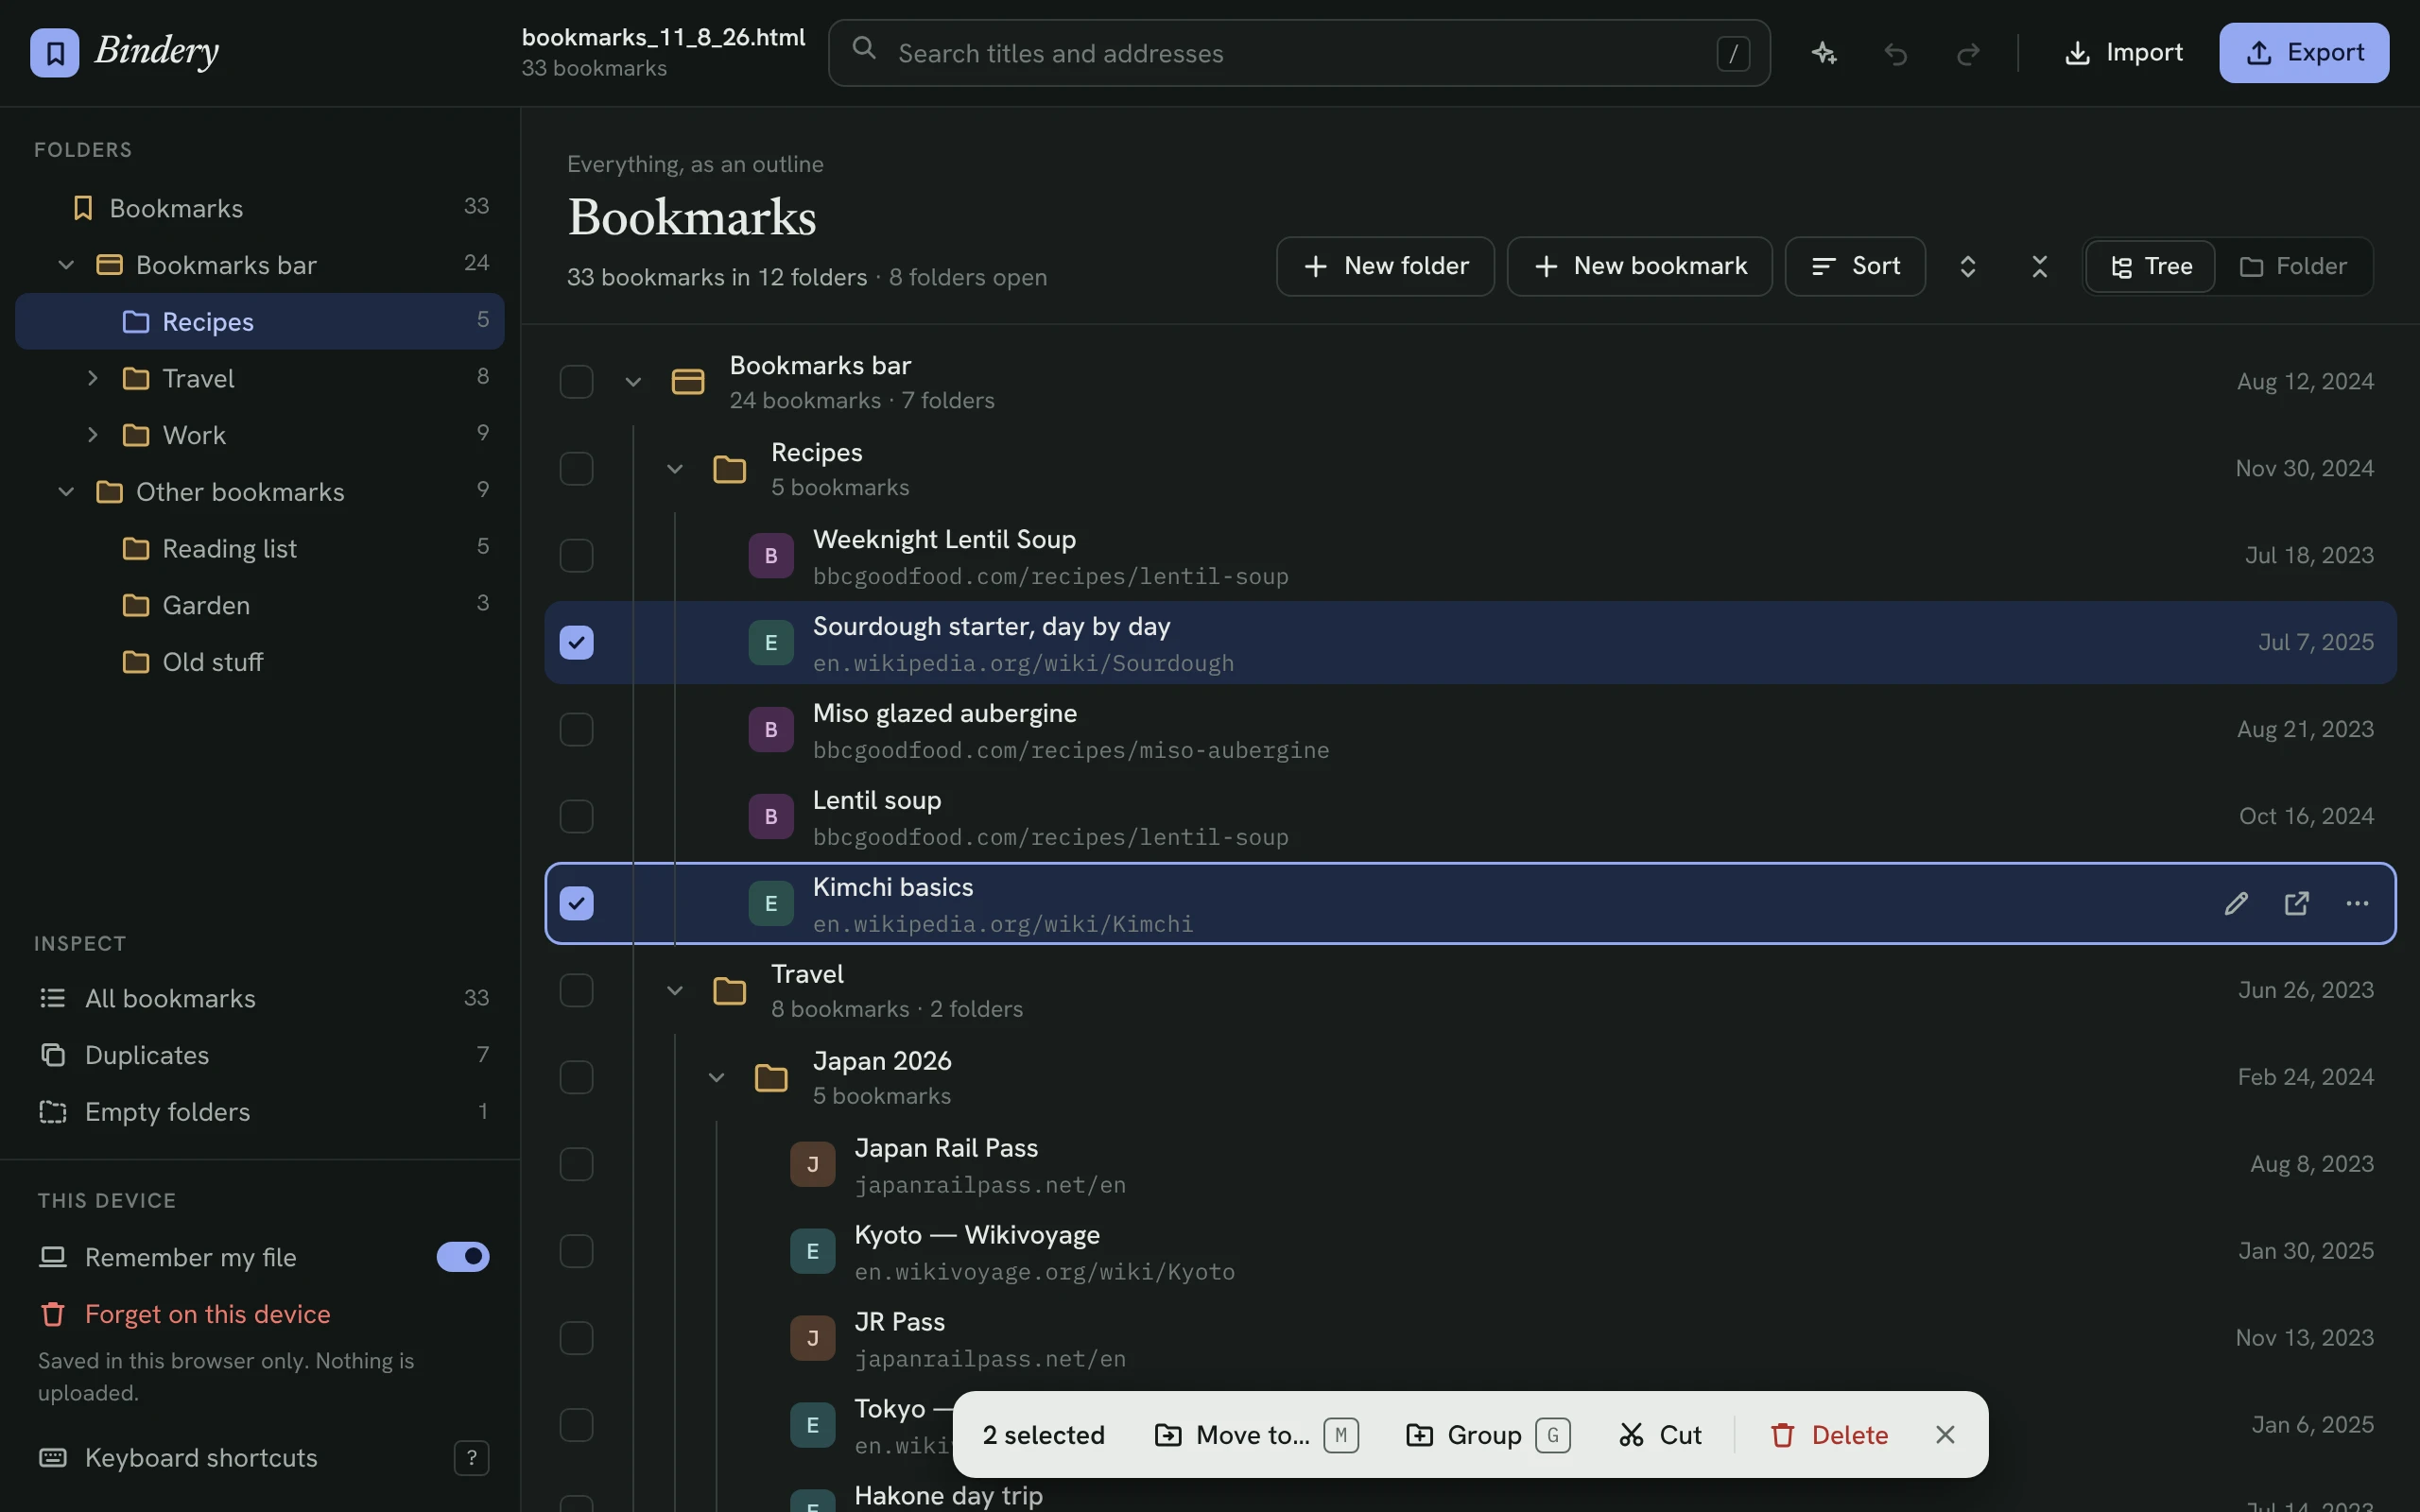 Bindery
bookmarks_11_8_26.html
33 bookmarks
Search titles and addresses
/
Import
Export
FOLDERS
Bookmarks 33
Bookmarks bar 24
Recipes 5
Travel 8
Work 9
Other bookmarks 9
Reading list 5
Garden 3
Old stuff
INSPECT
All bookmarks 33
Duplicates 7
Empty folders 1
THIS DEVICE
Remember my file
Forget on this device
Saved in this browser only. Nothing is
uploaded.
Keyboard shortcuts ?
Everything, as an outline
Bookmarks
33 bookmarks in 12 folders · 8 folders open
New folder
New bookmark
Sort
Tree
Folder
Bookmarks bar
24 bookmarks · 7 folders
Aug 12, 2024
Recipes
5 bookmarks
Nov 30, 2024
B
Weeknight Lentil Soup
bbcgoodfood.com/recipes/lentil-soup
Jul 18, 2023
E
Sourdough starter, day by day
en.wikipedia.org/wiki/Sourdough
Jul 7, 2025
B
Miso glazed aubergine
bbcgoodfood.com/recipes/miso-aubergine
Aug 21, 2023
B
Lentil soup
bbcgoodfood.com/recipes/lentil-soup
Oct 16, 2024
E
Kimchi basics
en.wikipedia.org/wiki/Kimchi
Travel
8 bookmarks · 2 folders
Jun 26, 2023
Japan 2026
5 bookmarks
Feb 24, 2024
J
Japan Rail Pass
japanrailpass.net/en
Aug 8, 2023
E
Kyoto — Wikivoyage
en.wikivoyage.org/wiki/Kyoto
Jan 30, 2025
J
JR Pass
japanrailpass.net/en
Nov 13, 2023
E
Tokyo —
en.wiki
Jan 6, 2025
E
Hakone day trip
Jul 14, 2023
2 selected
Move to... M
Group G
Cut
Delete